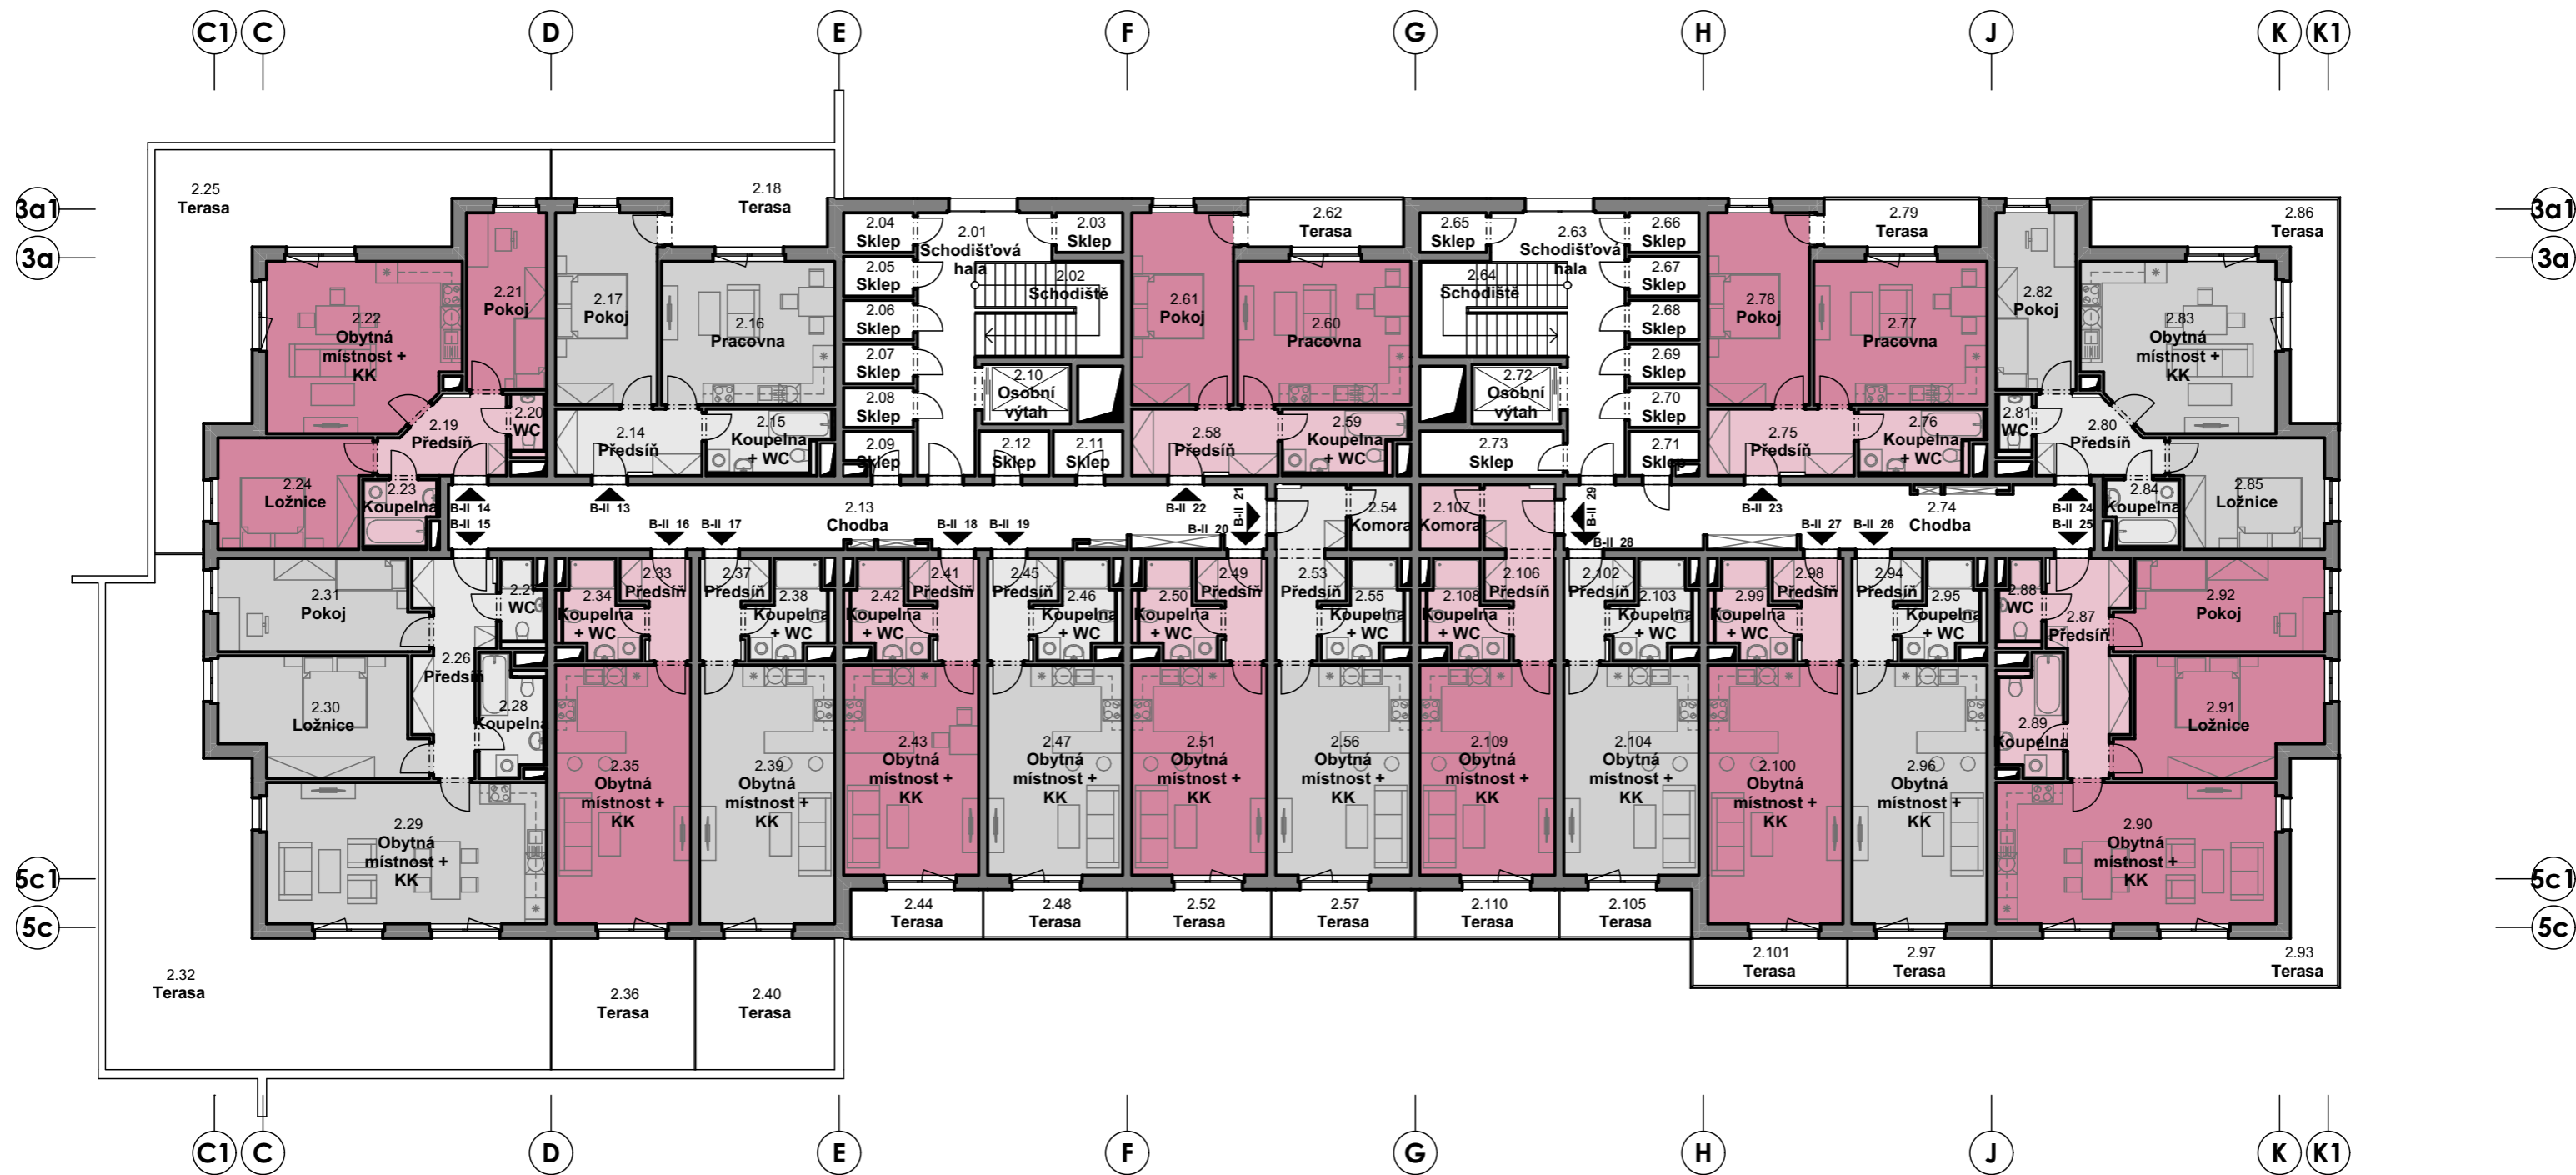 C1 C D E F G H J K K1
3a1
3a
5c1
5c
3a1
3a
5c1
5c
2.25
Terasa
2.18
Terasa
2.22
Obytná
místnost +
KK
2.21
Pokoj
2.17
Pokoj
2.16
Pracovna
2.19
Předsíň
2.20
WC
2.14
Předsíň
2.15
Koupelna
+ WC
2.24
Ložnice
2.23
Koupelna
2.04
Sklep
2.05
Sklep
2.06
Sklep
2.07
Sklep
2.08
Sklep
2.09
Sklep
2.01
Schodišťová
hala
2.03
Sklep
2.02
Schodiště
2.10
Osobní
výtah
2.12
Sklep
2.11
Sklep
2.61
Pokoj
2.62
Terasa
2.60
Pracovna
2.58
Předsíň
2.59
Koupelna
+ WC
2.65
Sklep
2.63
Schodišťová
hala
2.64
Schodiště
2.72
Osobní
výtah
2.73
Sklep
2.66
Sklep
2.67
Sklep
2.68
Sklep
2.69
Sklep
2.70
Sklep
2.71
Sklep
2.78
Pokoj
2.79
Terasa
2.77
Pracovna
2.75
Předsíň
2.76
Koupelna
+ WC
2.82
Pokoj
2.86
Terasa
2.83
Obytná
místnost +
KK
2.81
WC
2.80
Předsíň
2.84
Koupelna
2.85
Ložnice
B-II 14
B-II 15
B-II 13
B-II 16
B-II 17
2.13
Chodba
B-II 18
B-II 19
B-II 22
B-II 20
B-II 21
2.54
Komora
2.107
Komora
B-II 29
B-II 28
B-II 23
B-II 27
B-II 26
2.74
Chodba
B-II 24
B-II 25
2.31
Pokoj
2.27
WC
2.26
Předsíň
2.30
Ložnice
2.28
Koupelna
2.29
Obytná
místnost +
KK
2.32
Terasa
2.33
Předsíň
2.34
Koupelna
+ WC
2.35
Obytná
místnost +
KK
2.36
Terasa
2.37
Předsíň
2.38
Koupelna
+ WC
2.39
Obytná
místnost +
KK
2.40
Terasa
2.41
Předsíň
2.42
Koupelna
+ WC
2.43
Obytná
místnost +
KK
2.44
Terasa
2.45
Předsíň
2.46
Koupelna
+ WC
2.47
Obytná
místnost +
KK
2.48
Terasa
2.49
Předsíň
2.50
Koupelna
+ WC
2.51
Obytná
místnost +
KK
2.52
Terasa
2.53
Předsíň
2.55
Koupelna
+ WC
2.56
Obytná
místnost +
KK
2.57
Terasa
2.106
Předsíň
2.108
Koupelna
+ WC
2.109
Obytná
místnost +
KK
2.110
Terasa
2.102
Předsíň
2.103
Koupelna
+ WC
2.104
Obytná
místnost +
KK
2.105
Terasa
2.98
Předsíň
2.99
Koupelna
+ WC
2.100
Obytná
místnost +
KK
2.101
Terasa
2.94
Předsíň
2.95
Koupelna
+ WC
2.96
Obytná
místnost +
KK
2.97
Terasa
2.88
WC
2.87
Předsíň
2.92
Pokoj
2.91
Ložnice
2.89
Koupelna
2.90
Obytná
místnost +
KK
2.93
Terasa
C1 C D E F G H J K K1